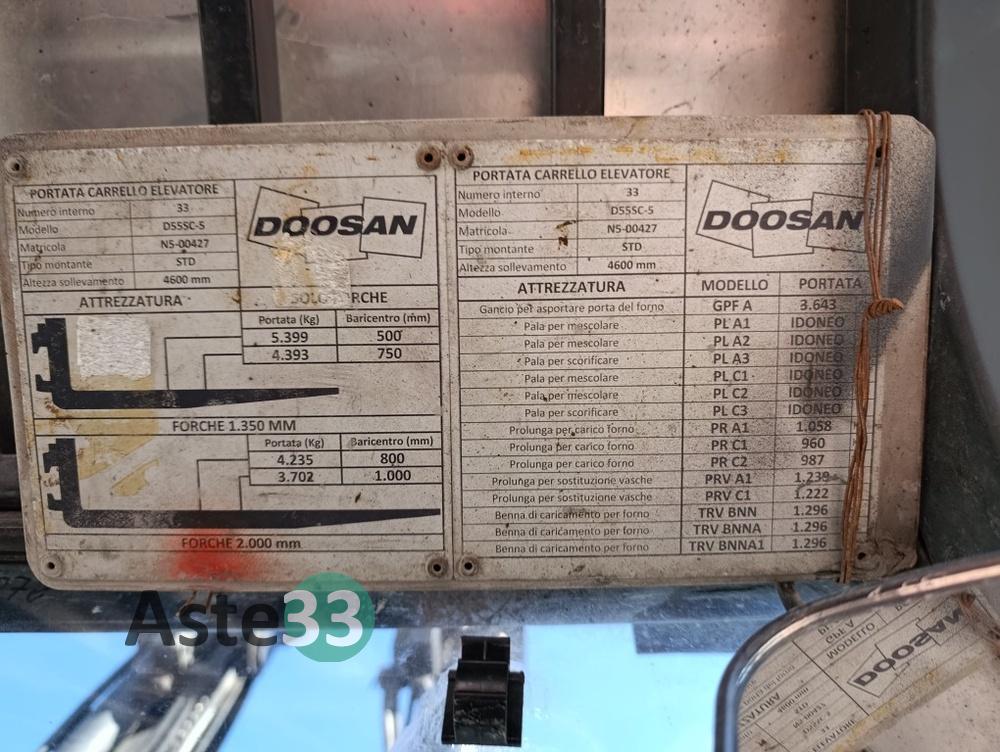 PORTATA CARRELLO ELEVATORE
Numero interno 33
Modello D55SC-5
Matricola N5-00427
Tipo montante STD
Altezza sollevamento 4600 mm
DOOSAN
ATTREZZATURA SOLO FORCHE
Portata (Kg) Baricentro (mm)
5.399 500
4.393 750
FORCHE 1.350 MM
Portata (Kg) Baricentro (mm)
4.235 800
3.702 1.000
FORCHE 2.000 mm
PORTATA CARRELLO ELEVATORE
Numero interno 33
Modello D55SC-5
Matricola N5-00427
Tipo montante STD
Altezza sollevamento 4600 mm
DOOSAN
ATTREZZATURA MODELLO PORTATA
Gancio per asportare porta del forno GPF A 3.643
Pala per mescolare PL A1 IDONEO
Pala per mescolare PL A2 IDONEO
Pala per scorificare PL A3 IDONEO
Pala per mescolare PL C1 IDONEO
Pala per mescolare PL C2 IDONEO
Pala per scorificare PL C3 IDONEO
Prolunga per carico forno PR A1 1.058
Prolunga per carico forno PR C1 960
Prolunga per carico forno PR C2 987
Prolunga per sostituzione vasche PRV A1 1.239
Prolunga per sostituzione vasche PRV C1 1.222
Benna di caricamento per forno TRV BNN 1.296
Benna di caricamento per forno TRV BNNA 1.296
Benna di caricamento per forno TRV BNNA1 1.296
Aste33
DOOSAN
MODELLO